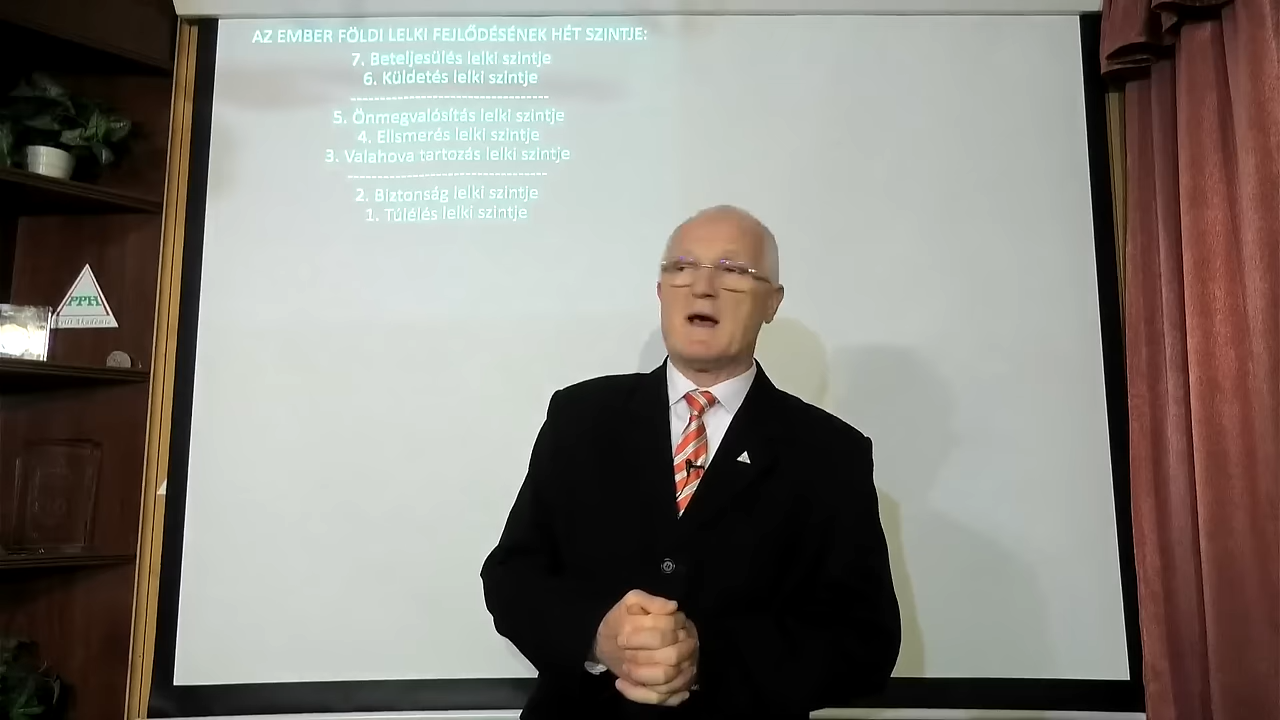 AZ EMBER FÖLDI LELKI FEJLŐDÉSÉNEK HÉT SZINTJE:
7. Beteljesülés lelki szintje
6. Küldetés lelki szintje
----------------------------------
5. Önmegvalósítás lelki szintje
4. Elismerés lelki szintje
3. Valahova tartozás lelki szintje
----------------------------------
2. Biztonság lelki szintje
1. Túlélés lelki szintje
PPH